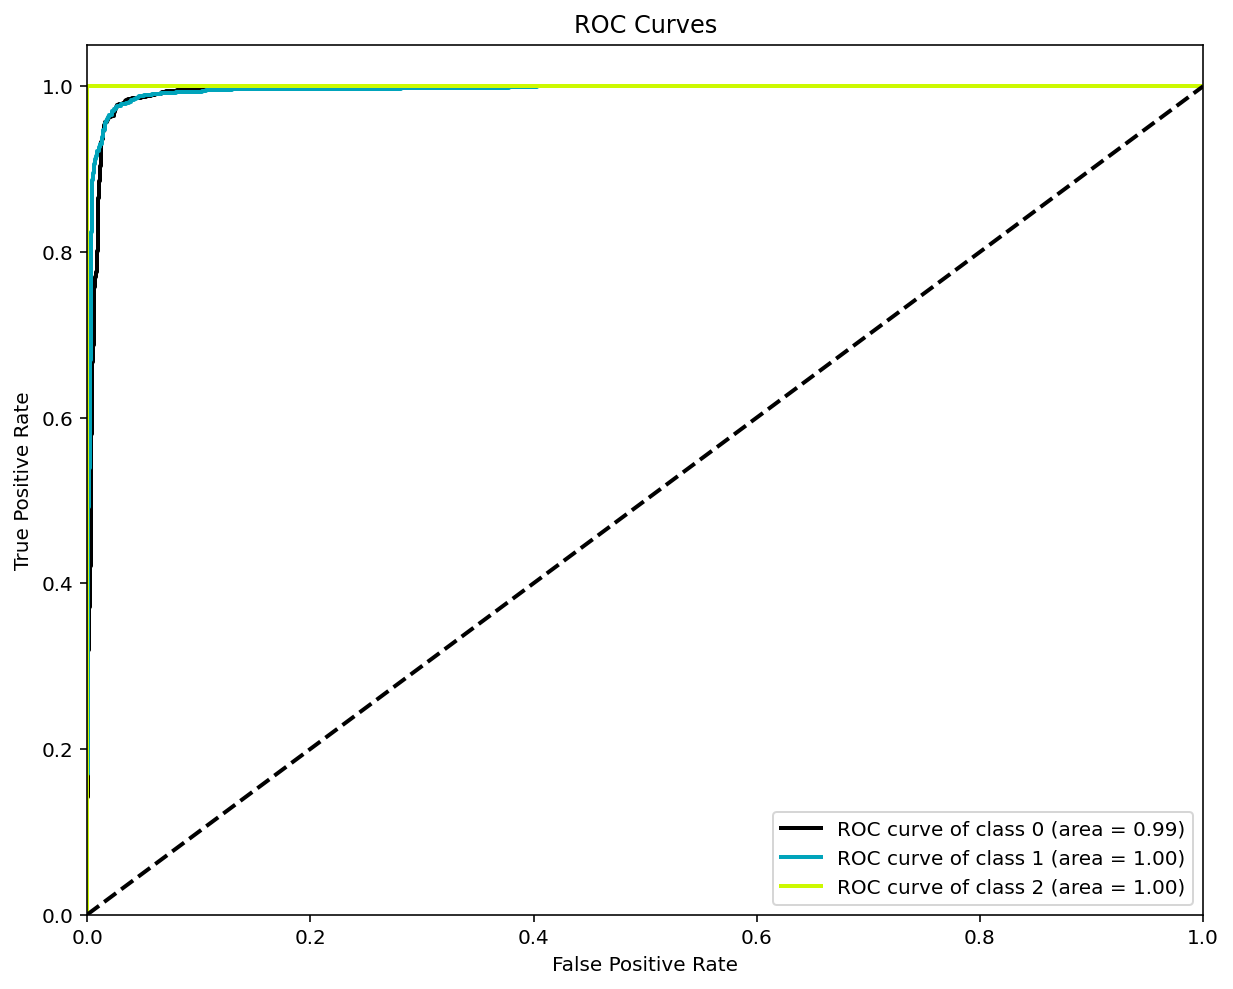 ROC Curves
True Positive Rate
1.0
0.8
0.6
0.4
0.2
0.0
0.0 0.2 0.4 0.6 0.8 1.0
False Positive Rate
ROC curve of class 0 (area = 0.99)
ROC curve of class 1 (area = 1.00)
ROC curve of class 2 (area = 1.00)